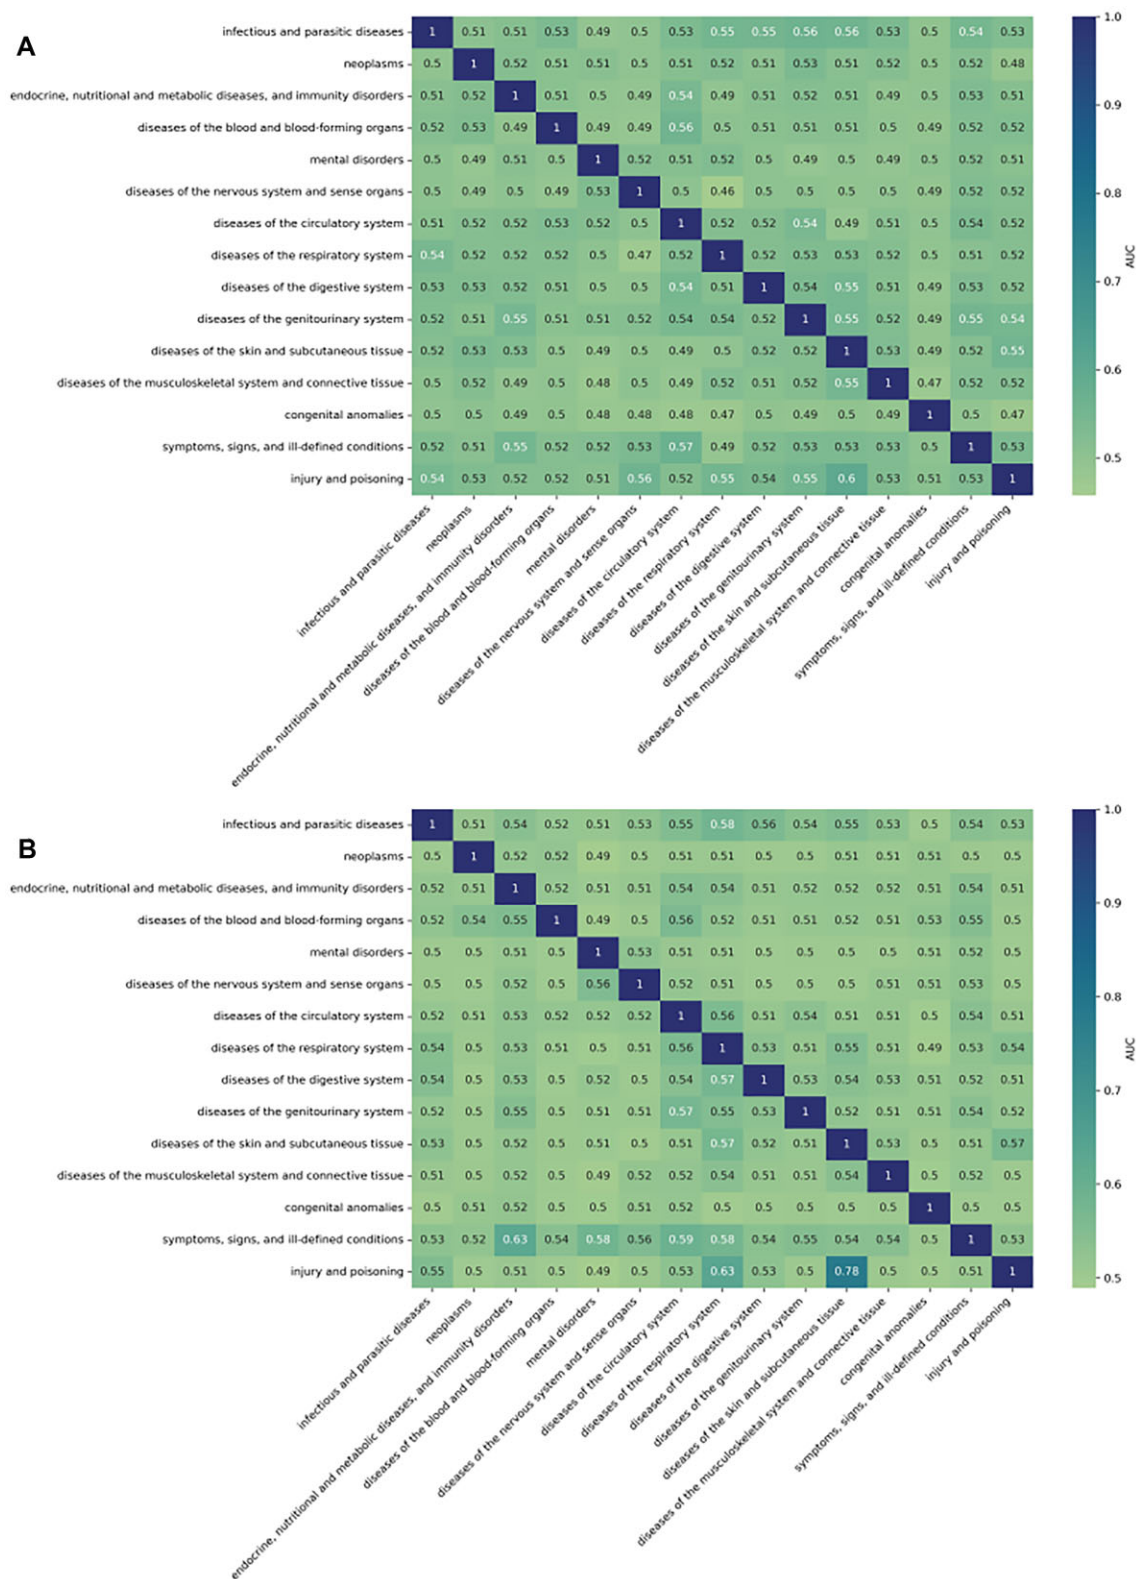 A
infectious and parasitic diseases 1 0.51 0.51 0.53 0.49 0.5 0.53 0.55 0.55 0.56 0.56 0.53 0.5 0.54 0.53
neoplasms 0.5 1 0.52 0.51 0.51 0.5 0.51 0.52 0.51 0.53 0.51 0.52 0.5 0.52 0.48
endocrine, nutritional and metabolic diseases, and immunity disorders 0.51 0.52 1 0.51 0.5 0.49 0.54 0.49 0.51 0.52 0.51 0.49 0.5 0.53 0.51
diseases of the blood and blood-forming organs 0.52 0.53 0.49 1 0.49 0.49 0.56 0.5 0.51 0.51 0.51 0.5 0.49 0.52 0.52
mental disorders 0.5 0.49 0.51 0.5 1 0.52 0.51 0.52 0.5 0.49 0.5 0.49 0.5 0.52 0.51
diseases of the nervous system and sense organs 0.5 0.49 0.5 0.49 0.53 1 0.5 0.46 0.5 0.5 0.5 0.5 0.49 0.52 0.52
diseases of the circulatory system 0.51 0.52 0.52 0.53 0.52 0.5 1 0.52 0.52 0.54 0.49 0.51 0.5 0.54 0.52
diseases of the respiratory system 0.54 0.52 0.52 0.52 0.5 0.47 0.52 1 0.52 0.53 0.53 0.52 0.5 0.51 0.52
diseases of the digestive system 0.53 0.53 0.52 0.51 0.5 0.5 0.54 0.51 1 0.54 0.55 0.51 0.49 0.53 0.52
diseases of the genitourinary system 0.52 0.51 0.55 0.51 0.51 0.52 0.54 0.54 0.52 1 0.55 0.52 0.49 0.55 0.54
diseases of the skin and subcutaneous tissue 0.52 0.53 0.53 0.5 0.49 0.5 0.49 0.5 0.52 0.52 1 0.53 0.49 0.52 0.55
diseases of the musculoskeletal system and connective tissue 0.5 0.52 0.49 0.5 0.48 0.5 0.49 0.52 0.51 0.52 0.55 1 0.47 0.52 0.52
congenital anomalies 0.5 0.5 0.49 0.5 0.48 0.48 0.48 0.47 0.5 0.49 0.5 0.49 1 0.5 0.47
symptoms, signs, and ill-defined conditions 0.52 0.51 0.55 0.52 0.52 0.53 0.57 0.49 0.52 0.53 0.53 0.53 0.5 1 0.53
injury and poisoning 0.54 0.53 0.52 0.52 0.51 0.56 0.52 0.55 0.54 0.55 0.6 0.53 0.51 0.53 1
infectious and parasitic diseases
neoplasms
endocrine, nutritional and metabolic diseases, and immunity disorders
diseases of the blood and blood-forming organs
mental disorders
diseases of the nervous system and sense organs
diseases of the circulatory system
diseases of the respiratory system
diseases of the digestive system
diseases of the genitourinary system
diseases of the skin and subcutaneous tissue
diseases of the musculoskeletal system and connective tissue
congenital anomalies
symptoms, signs, and ill-defined conditions
injury and poisoning
1.0
0.9
0.8
0.7
0.6
0.5
AUC
B
infectious and parasitic diseases 1 0.51 0.54 0.52 0.51 0.53 0.55 0.58 0.56 0.54 0.55 0.53 0.5 0.54 0.53
neoplasms 0.5 1 0.52 0.52 0.49 0.5 0.51 0.51 0.5 0.5 0.51 0.51 0.51 0.5 0.5
endocrine, nutritional and metabolic diseases, and immunity disorders 0.52 0.51 1 0.52 0.51 0.51 0.54 0.54 0.51 0.52 0.52 0.52 0.51 0.54 0.51
diseases of the blood and blood-forming organs 0.52 0.54 0.55 1 0.49 0.5 0.56 0.52 0.51 0.51 0.52 0.51 0.53 0.55 0.5
mental disorders 0.5 0.5 0.51 0.5 1 0.53 0.51 0.51 0.5 0.5 0.5 0.5 0.51 0.52 0.5
diseases of the nervous system and sense organs 0.5 0.5 0.52 0.5 0.56 1 0.52 0.51 0.5 0.5 0.5 0.51 0.51 0.53 0.5
diseases of the circulatory system 0.52 0.51 0.53 0.52 0.52 0.52 1 0.56 0.51 0.54 0.51 0.51 0.5 0.54 0.51
diseases of the respiratory system 0.54 0.5 0.53 0.51 0.5 0.51 0.56 1 0.53 0.51 0.55 0.51 0.49 0.53 0.54
diseases of the digestive system 0.54 0.5 0.53 0.5 0.52 0.5 0.54 0.57 1 0.53 0.54 0.53 0.51 0.52 0.51
diseases of the genitourinary system 0.52 0.5 0.55 0.5 0.51 0.51 0.57 0.55 0.53 1 0.52 0.51 0.51 0.54 0.52
diseases of the skin and subcutaneous tissue 0.53 0.5 0.52 0.5 0.51 0.5 0.51 0.57 0.52 0.51 1 0.53 0.5 0.51 0.57
diseases of the musculoskeletal system and connective tissue 0.51 0.5 0.52 0.5 0.49 0.52 0.52 0.54 0.51 0.51 0.54 1 0.5 0.52 0.5
congenital anomalies 0.5 0.51 0.52 0.5 0.5 0.51 0.52 0.5 0.5 0.5 0.5 0.5 1 0.5 0.5
symptoms, signs, and ill-defined conditions 0.53 0.52 0.63 0.54 0.58 0.56 0.59 0.58 0.54 0.55 0.54 0.54 0.5 1 0.53
injury and poisoning 0.55 0.5 0.51 0.5 0.49 0.5 0.53 0.63 0.53 0.5 0.78 0.5 0.5 0.51 1
infectious and parasitic diseases
neoplasms
endocrine, nutritional and metabolic diseases, and immunity disorders
diseases of the blood and blood-forming organs
mental disorders
diseases of the nervous system and sense organs
diseases of the circulatory system
diseases of the respiratory system
diseases of the digestive system
diseases of the genitourinary system
diseases of the skin and subcutaneous tissue
diseases of the musculoskeletal system and connective tissue
congenital anomalies
symptoms, signs, and ill-defined conditions
injury and poisoning
1.0
0.9
0.8
0.7
0.6
0.5
AUC